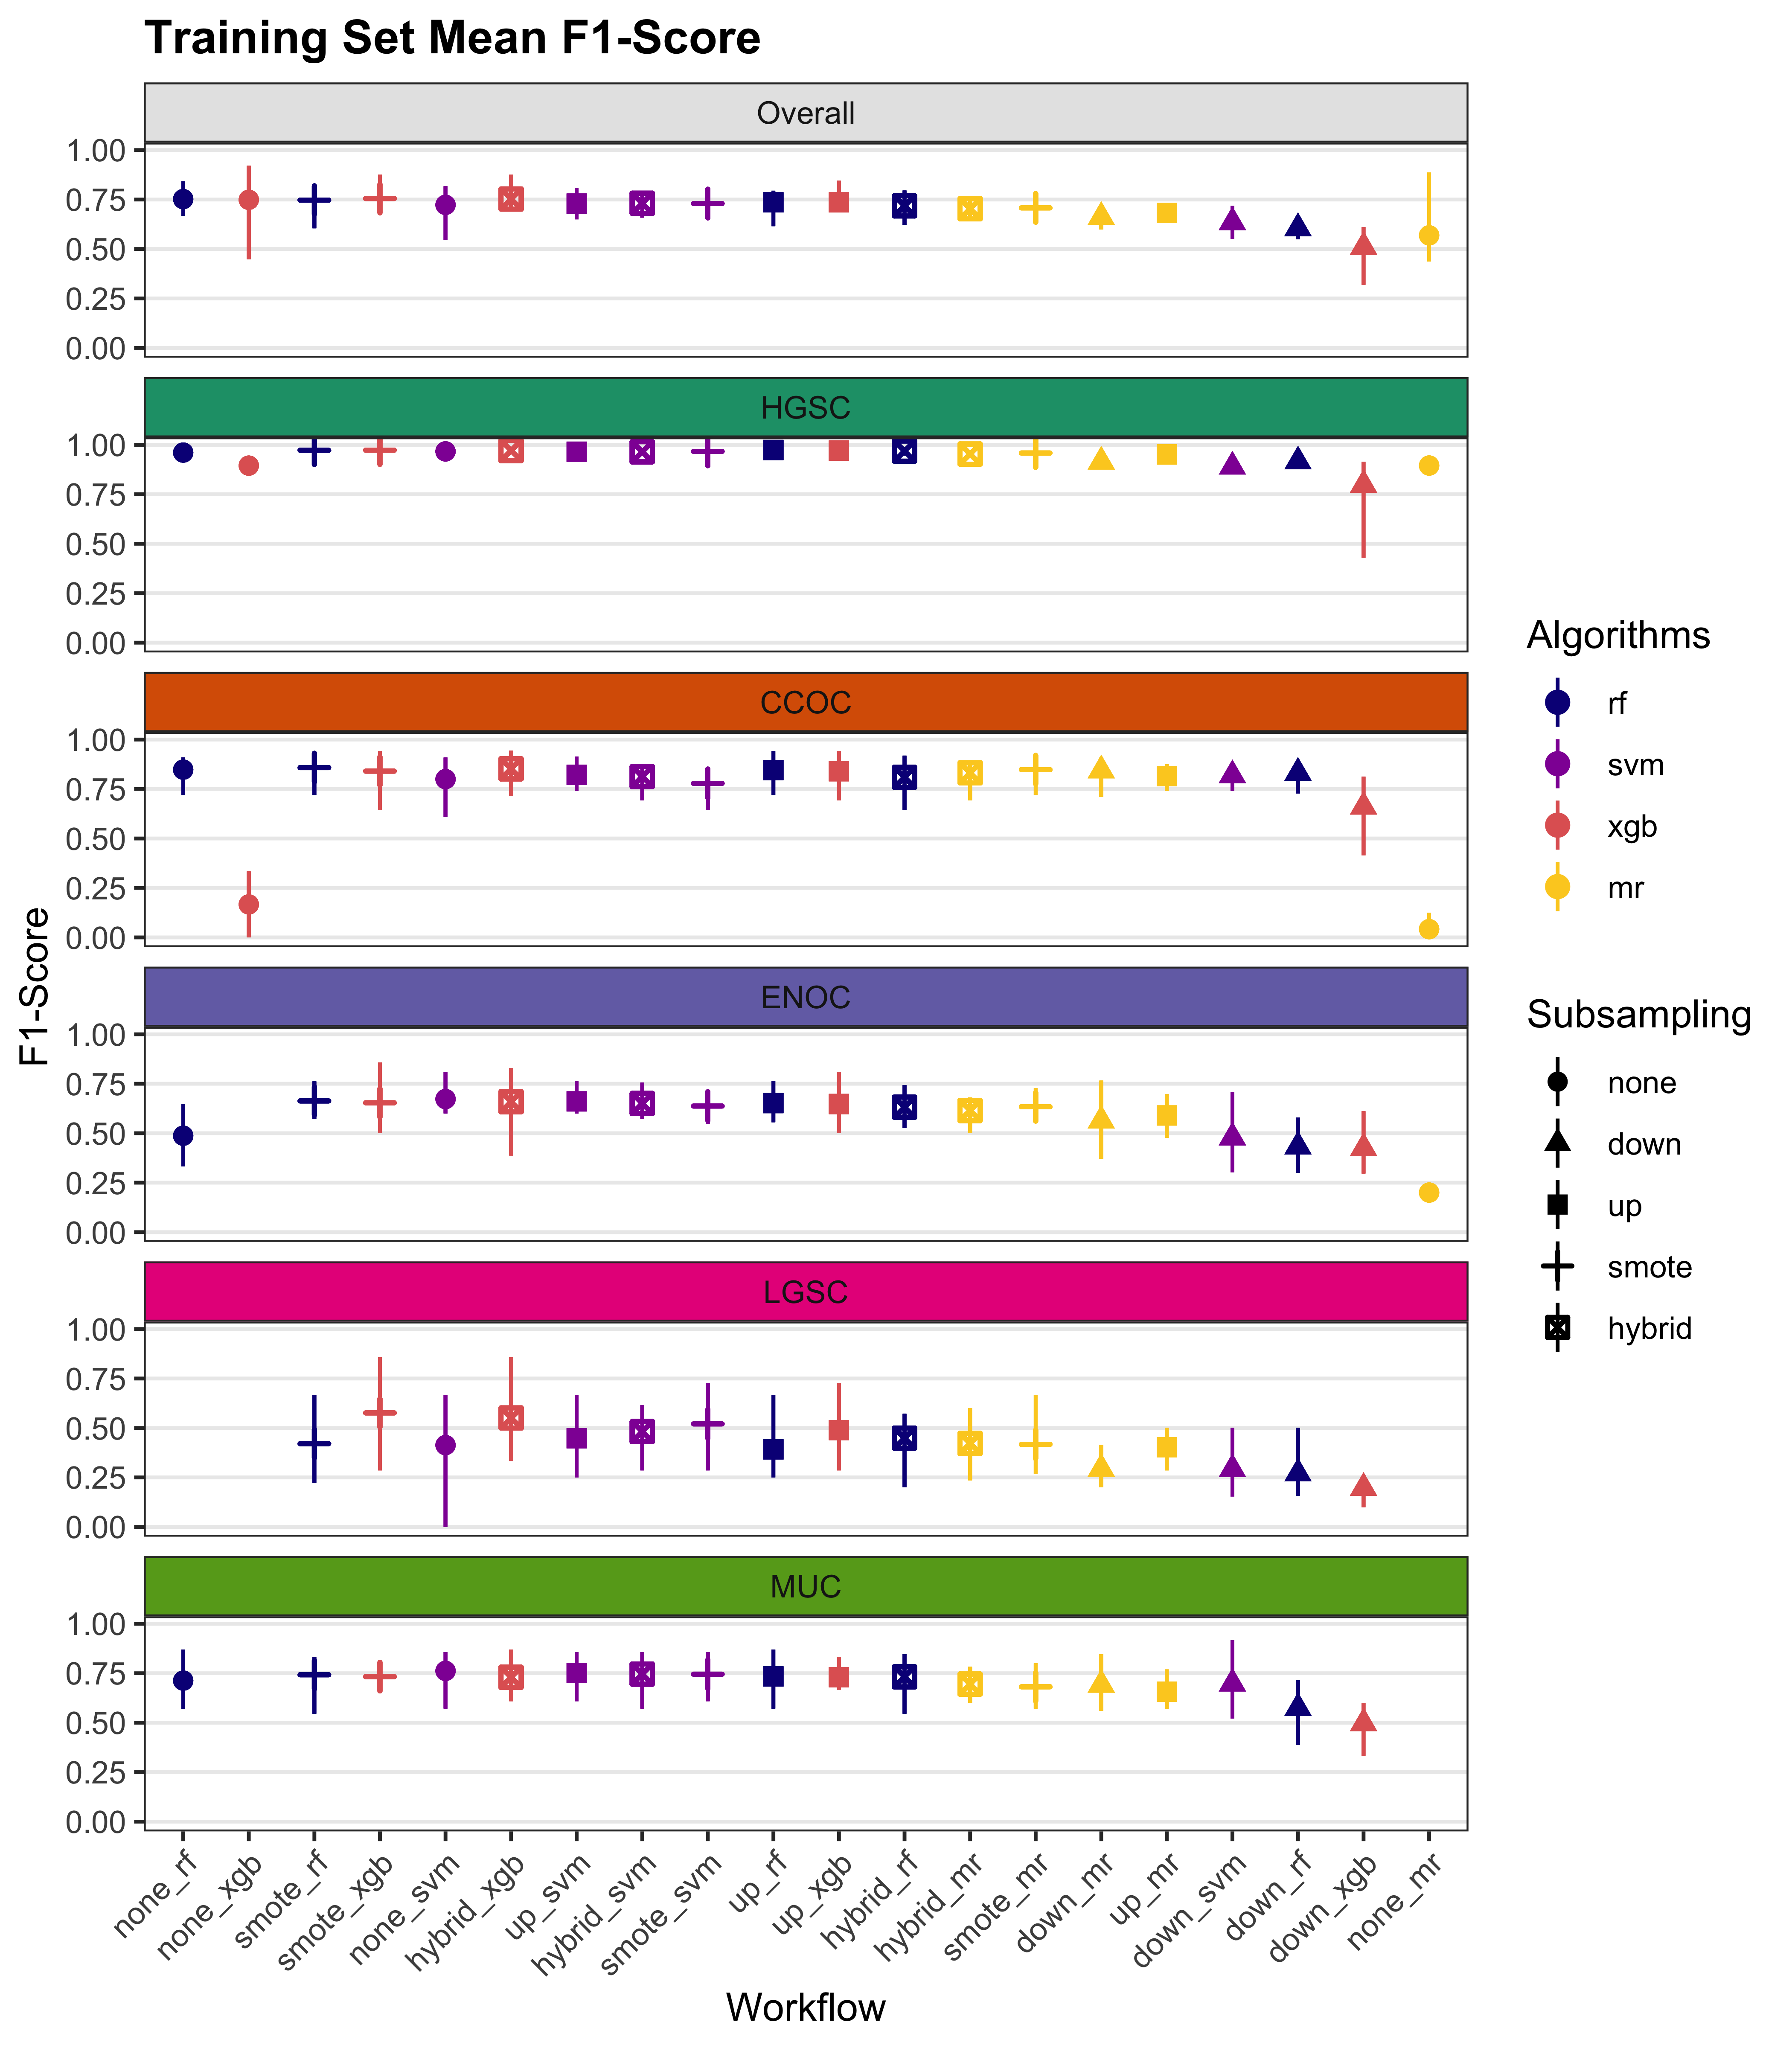 Training Set Mean F1-Score
Overall
1.00
0.75
0.50
0.25
0.00
HGSC
1.00
0.75
0.50
0.25
0.00
CCOC
1.00
0.75
0.50
0.25
0.00
ENOC
1.00
0.75
0.50
0.25
0.00
LGSC
1.00
0.75
0.50
0.25
0.00
MUC
1.00
0.75
0.50
0.25
0.00
F1-Score
none_rf
none_xgb
smote_rf
smote_xgb
none_svm
hybrid_xgb
up_svm
hybrid_svm
smote_svm
up_rf
up_xgb
hybrid_rf
hybrid_mr
smote_mr
down_mr
up_mr
down_svm
down_rf
down_xgb
none_mr
Workflow
Algorithms
rf
svm
xgb
mr
Subsampling
none
down
up
smote
hybrid